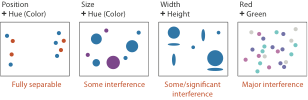 Position
+ Hue (Color)
Size
+ Hue (Color)
Width
+ Height
Red
+ Green
Fully separable
Some interference
Some/significant
interference
Major interference